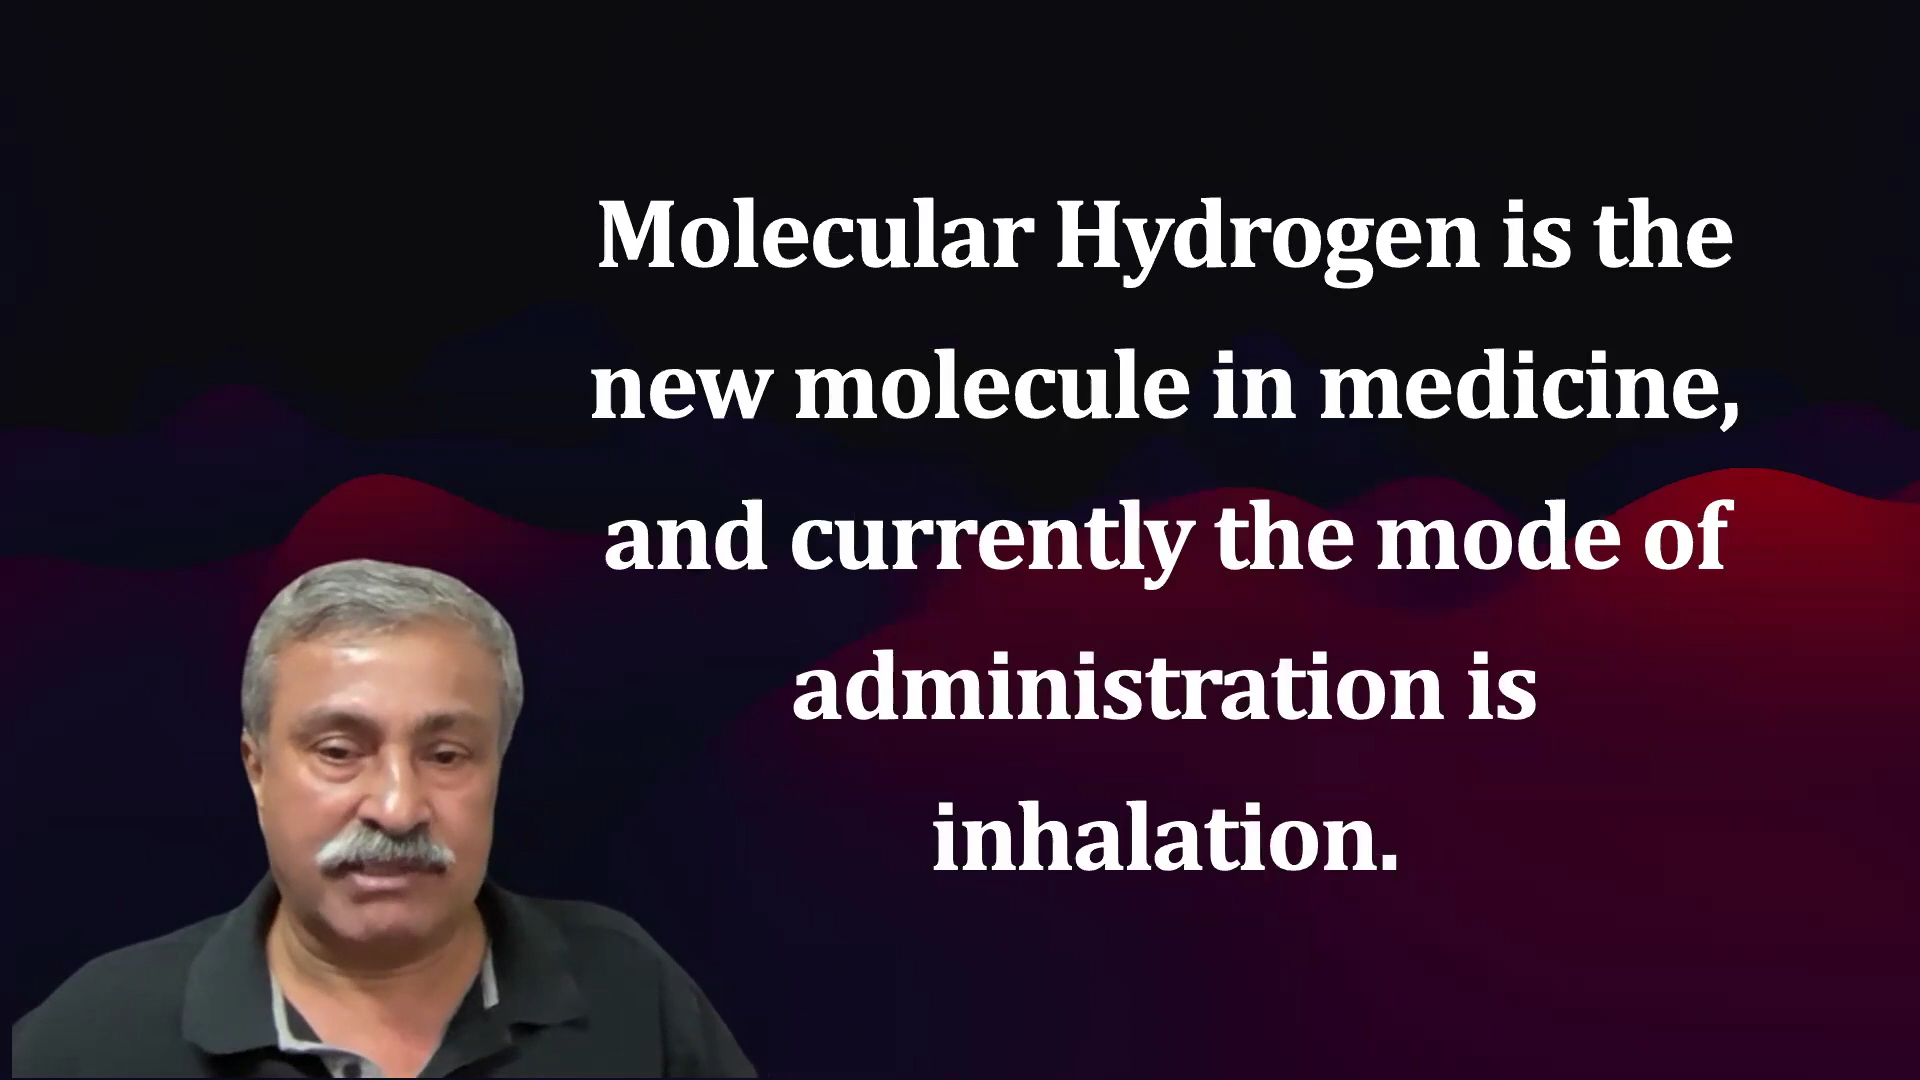 Molecular Hydrogen is the
new molecule in medicine,
and currently the mode of
administration is
inhalation.